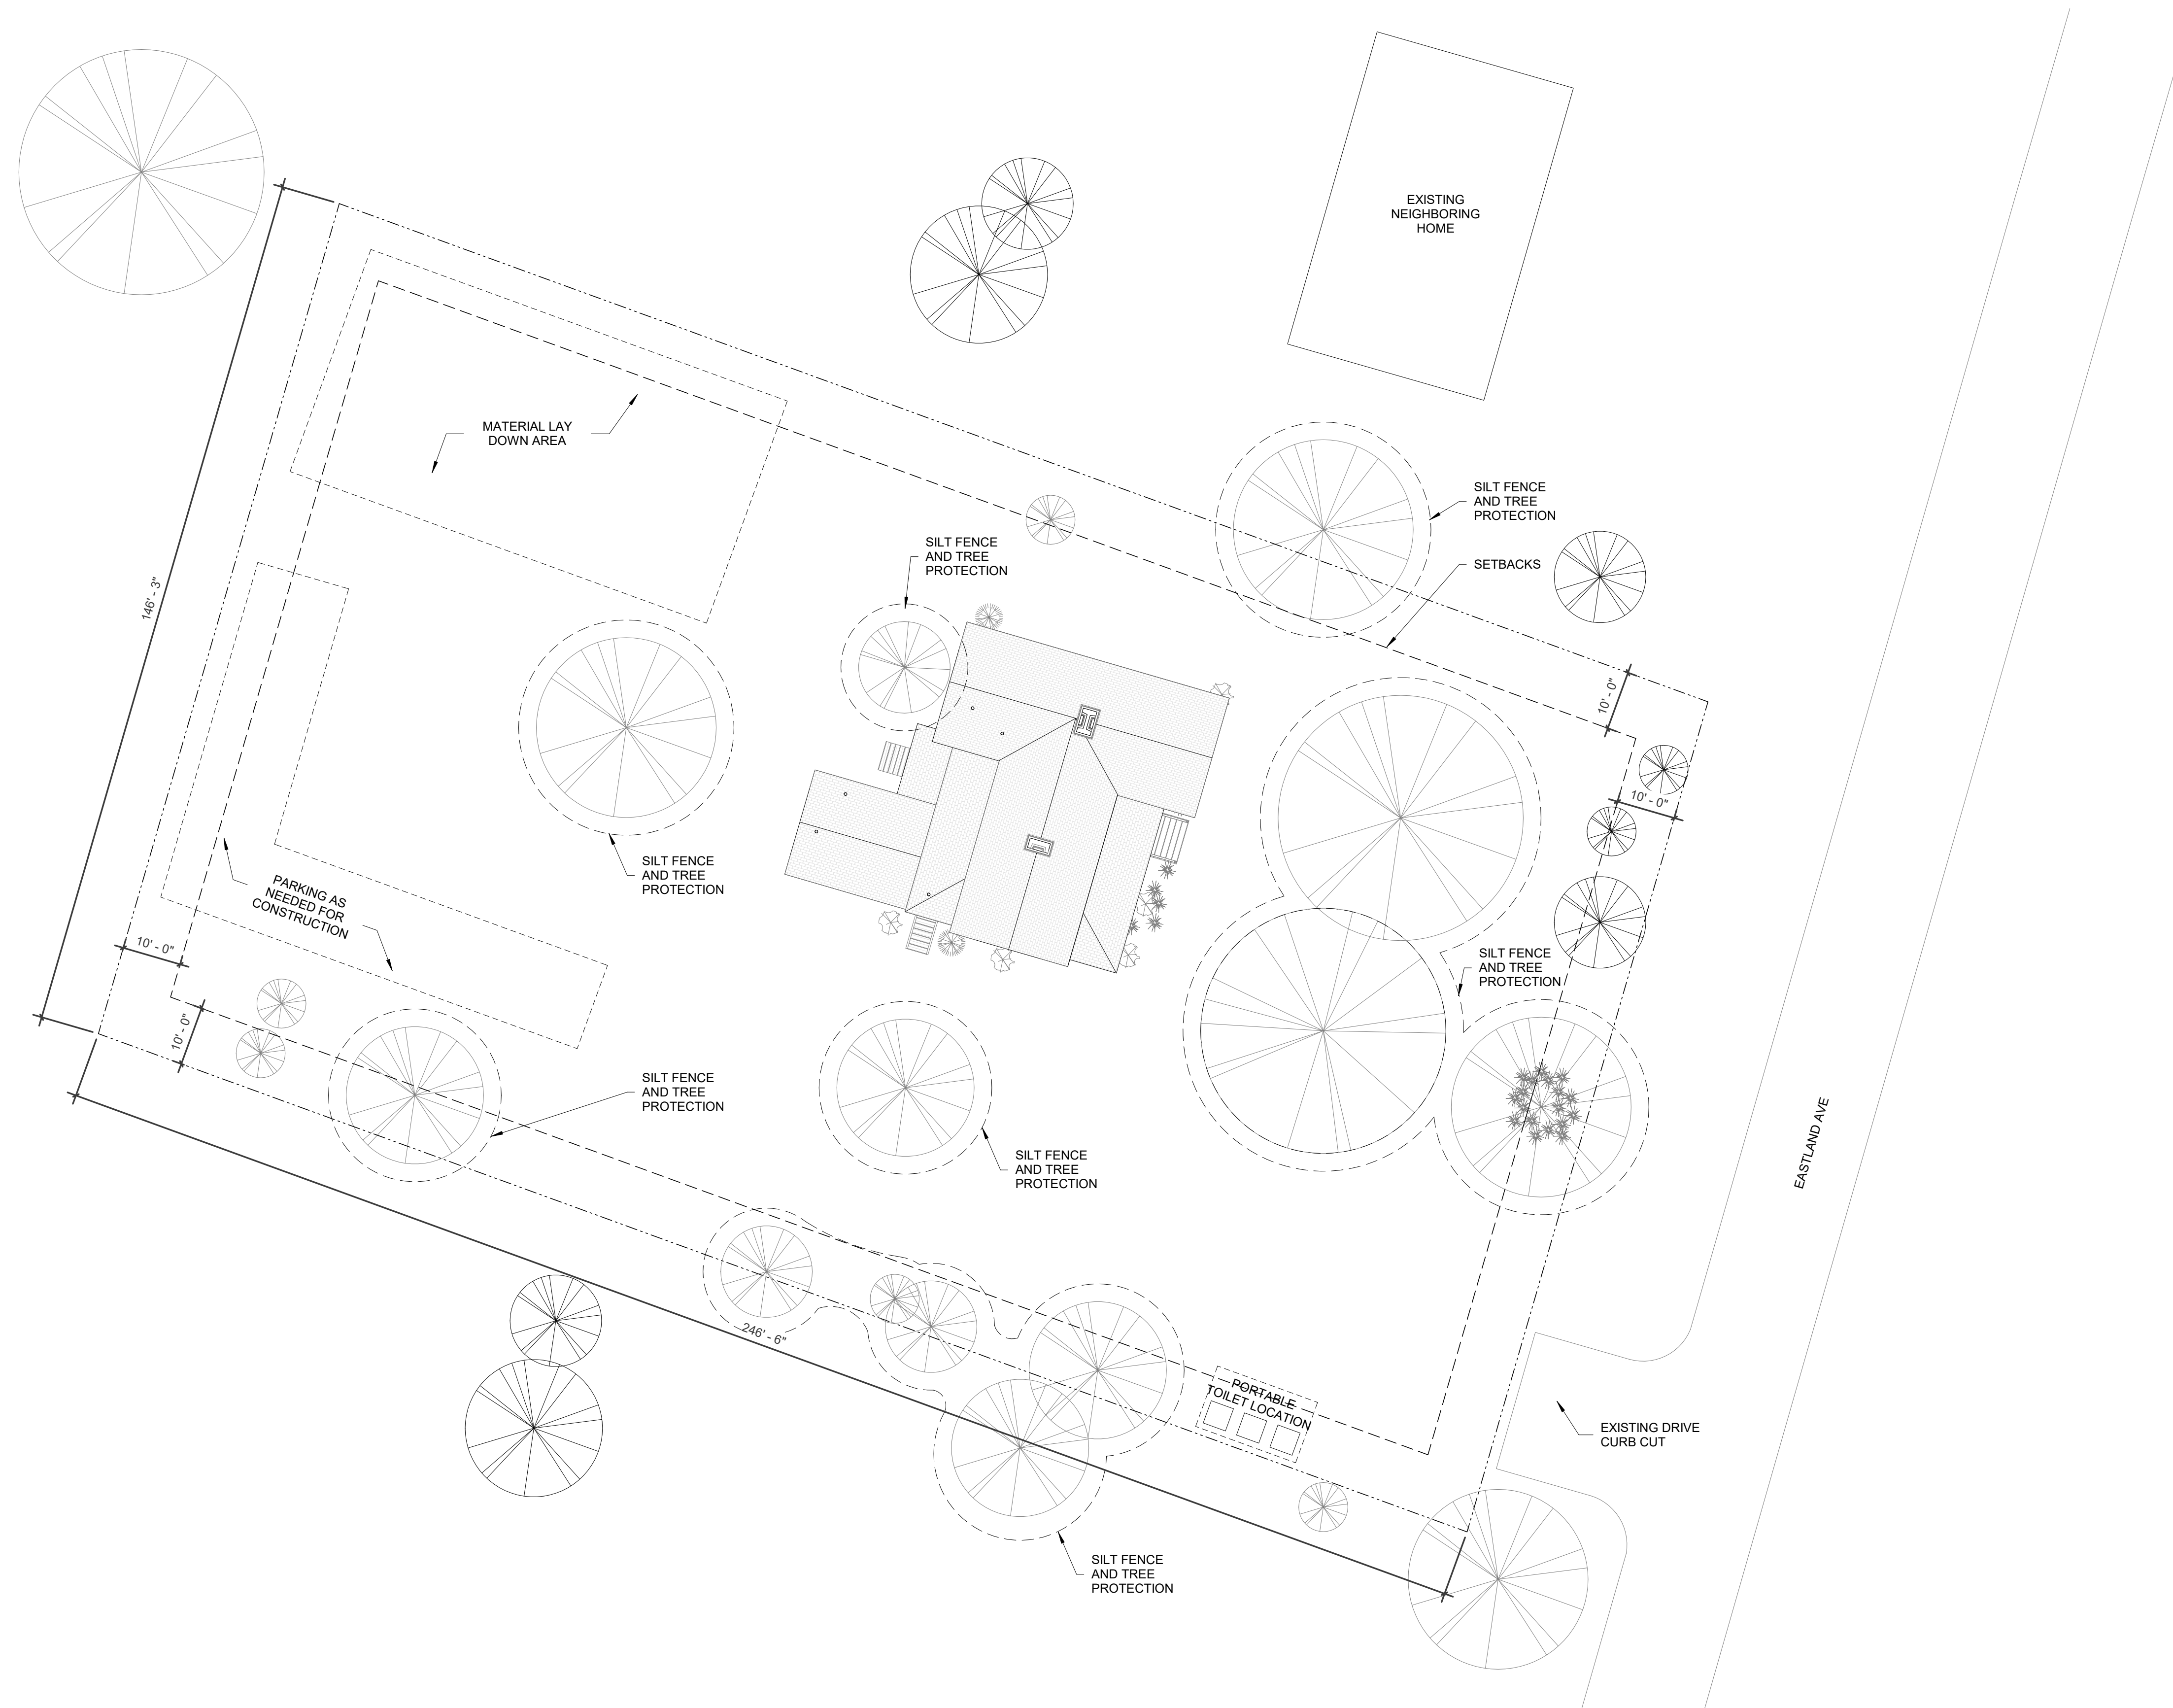 EXISTING
NEIGHBORING
HOME
MATERIAL LAY
DOWN AREA
SILT FENCE
AND TREE
PROTECTION
SETBACKS
SILT FENCE
AND TREE
PROTECTION
146' - 3"
10' - 0"
10' - 0"
SILT FENCE
AND TREE
PROTECTION
PARKING AS
NEEDED FOR
CONSTRUCTION
10' - 0"
10' - 0"
SILT FENCE
AND TREE
PROTECTION
SILT FENCE
AND TREE
PROTECTION
SILT FENCE
AND TREE
PROTECTION
EASTLAND AVE
246' - 6"
PORTABLE
TOILET LOCATION
EXISTING DRIVE
CURB CUT
SILT FENCE
AND TREE
PROTECTION